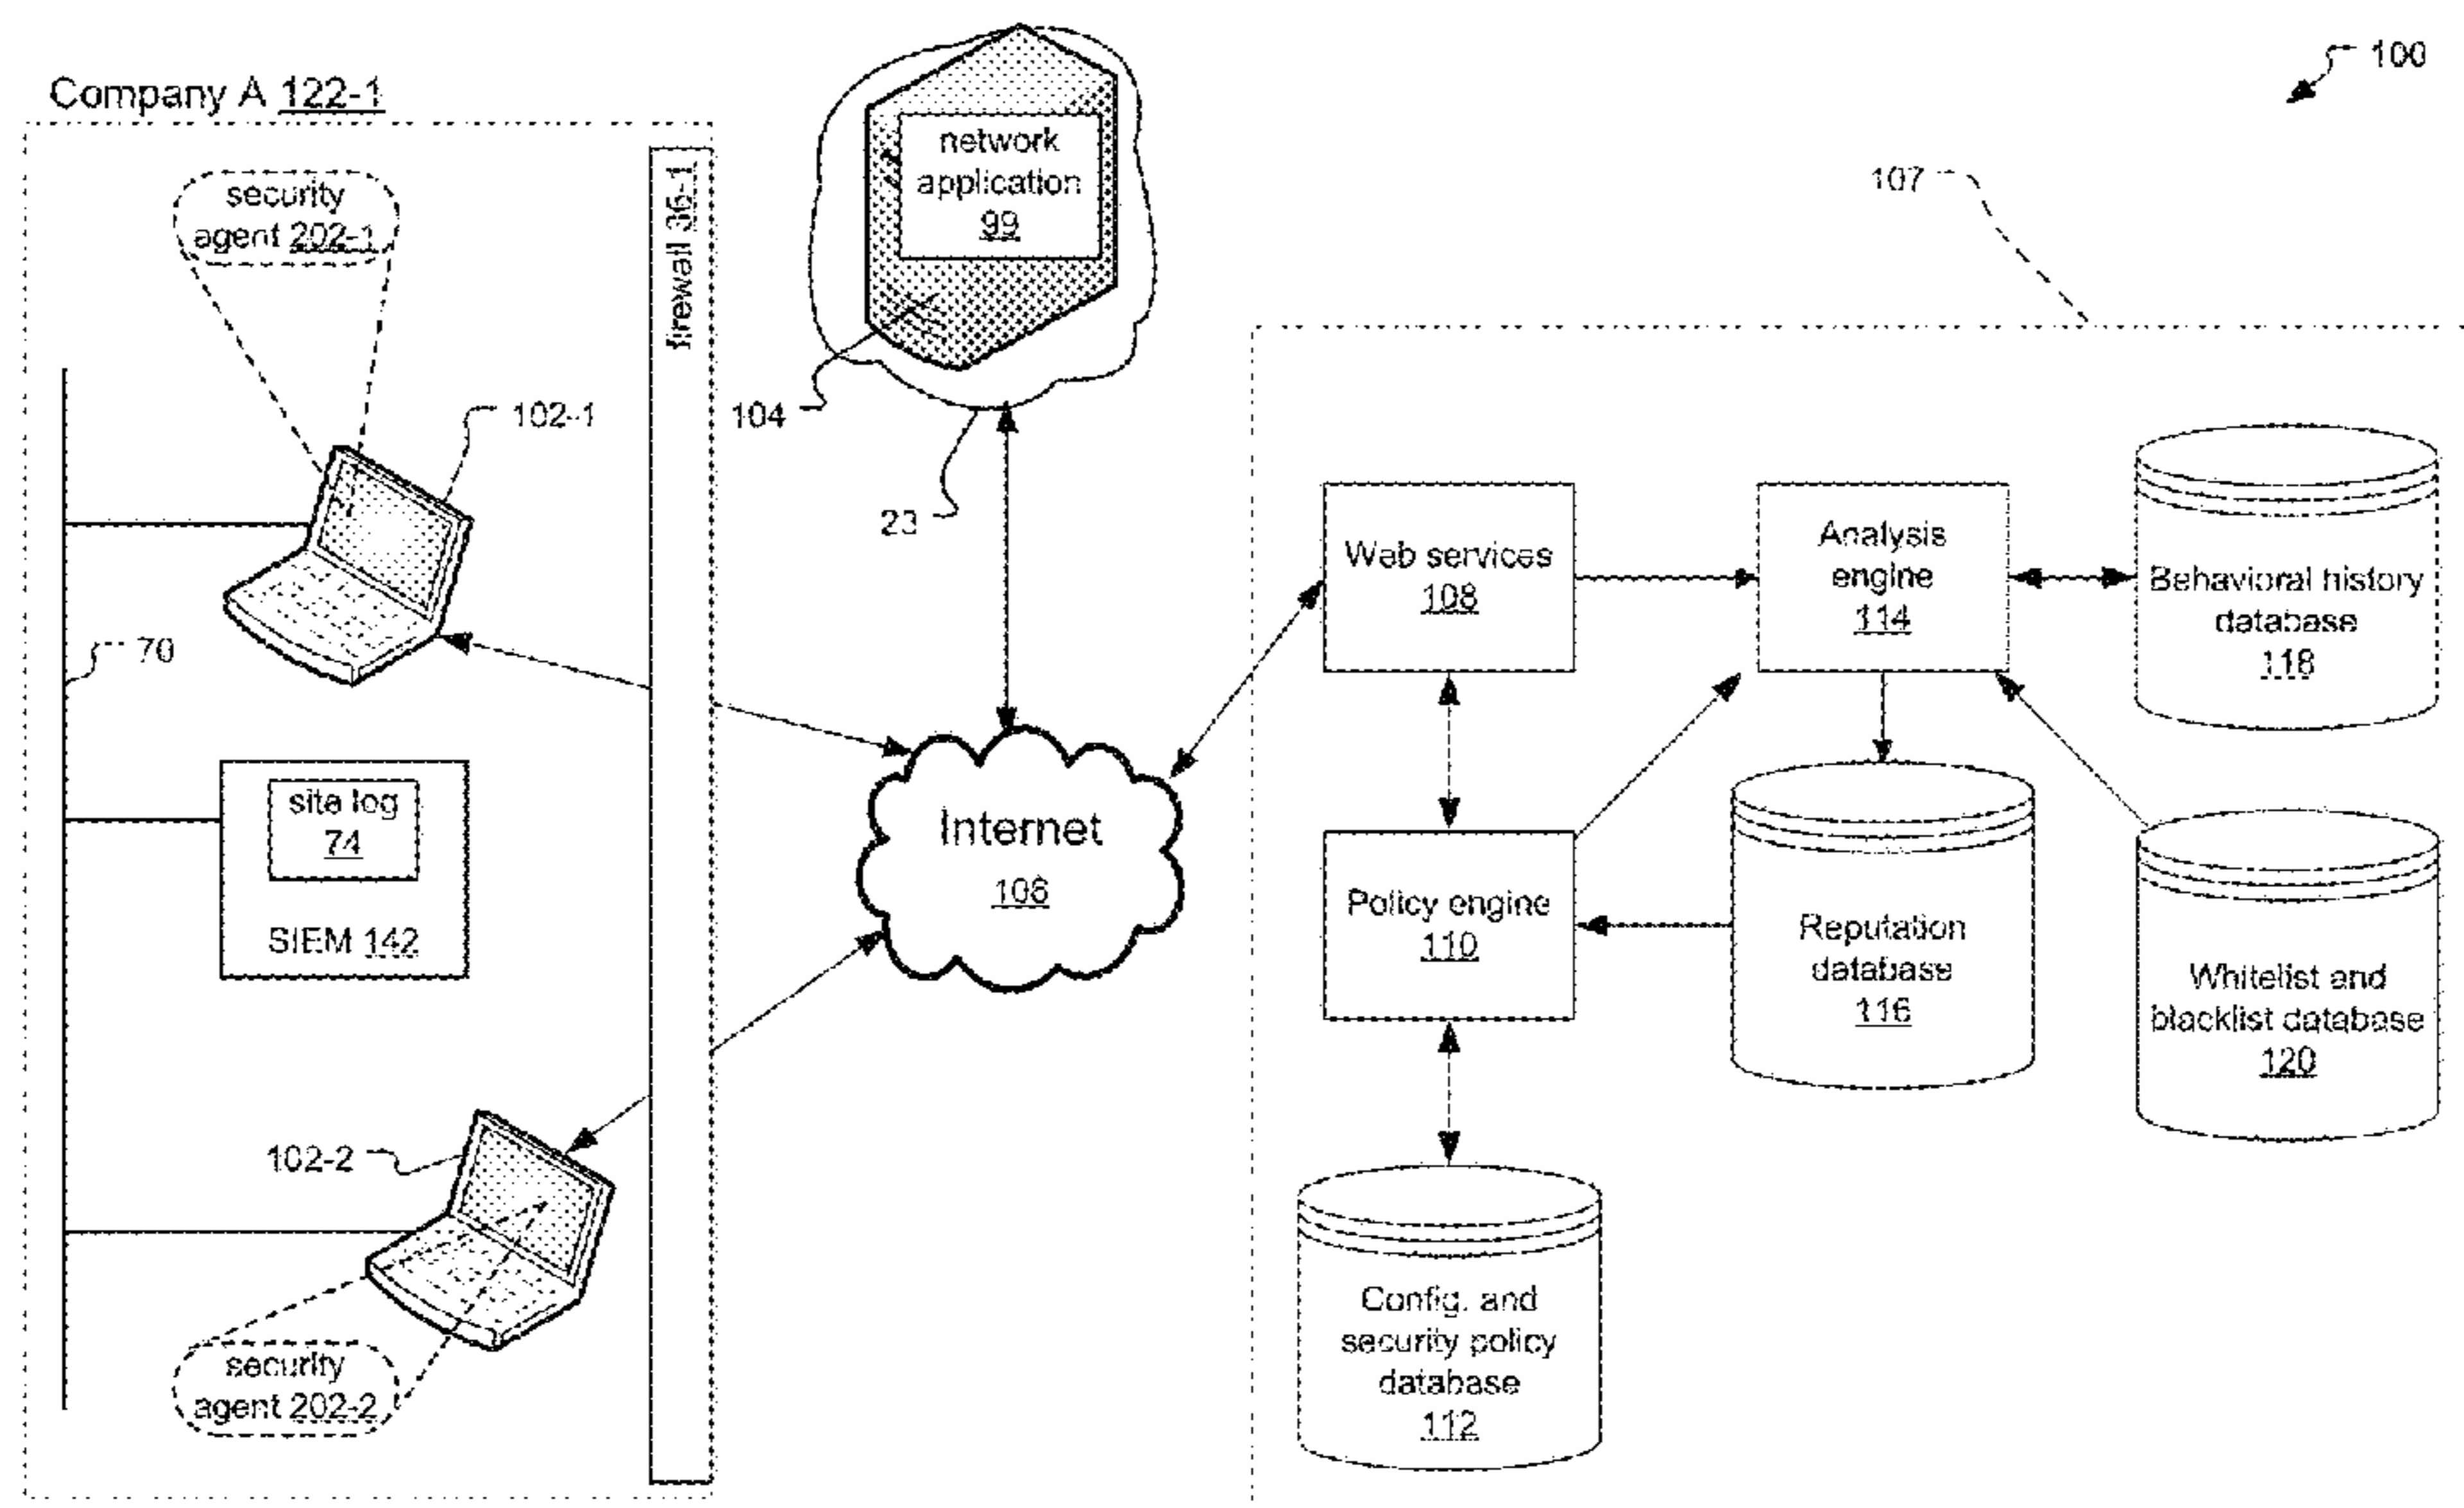 100
Company A 122-1
network
application
99
107
security
agent 202-1
firewall 36-1
102-1
104
23
Web services
108
Analysis
engine
114
Behavioral history
database
118
70
site log
74
SIEM 142
Internet
106
Policy engine
110
Reputation
database
116
Whitelist and
blacklist database
120
102-2
Config. and
security policy
database
112
security
agent 202-2